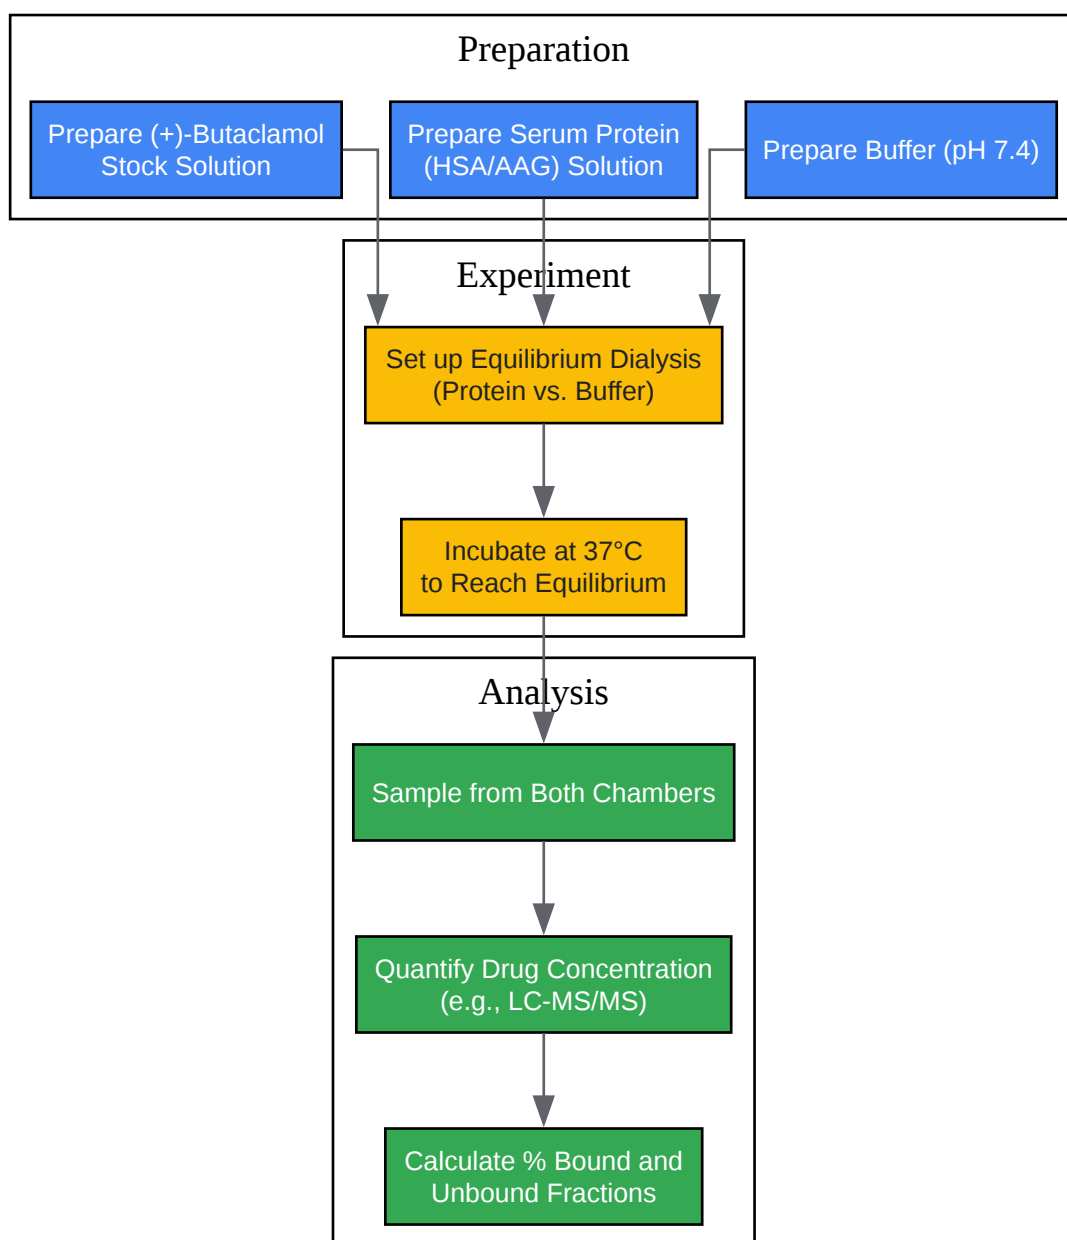 Preparation
Prepare (+)-Butaclamol
Stock Solution
Prepare Serum Protein
(HSA/AAG) Solution
Prepare Buffer (pH 7.4)
Experiment
Set up Equilibrium Dialysis
(Protein vs. Buffer)
Incubate at 37°C
to Reach Equilibrium
Analysis
Sample from Both Chambers
Quantify Drug Concentration
(e.g., LC-MS/MS)
Calculate % Bound and
Unbound Fractions